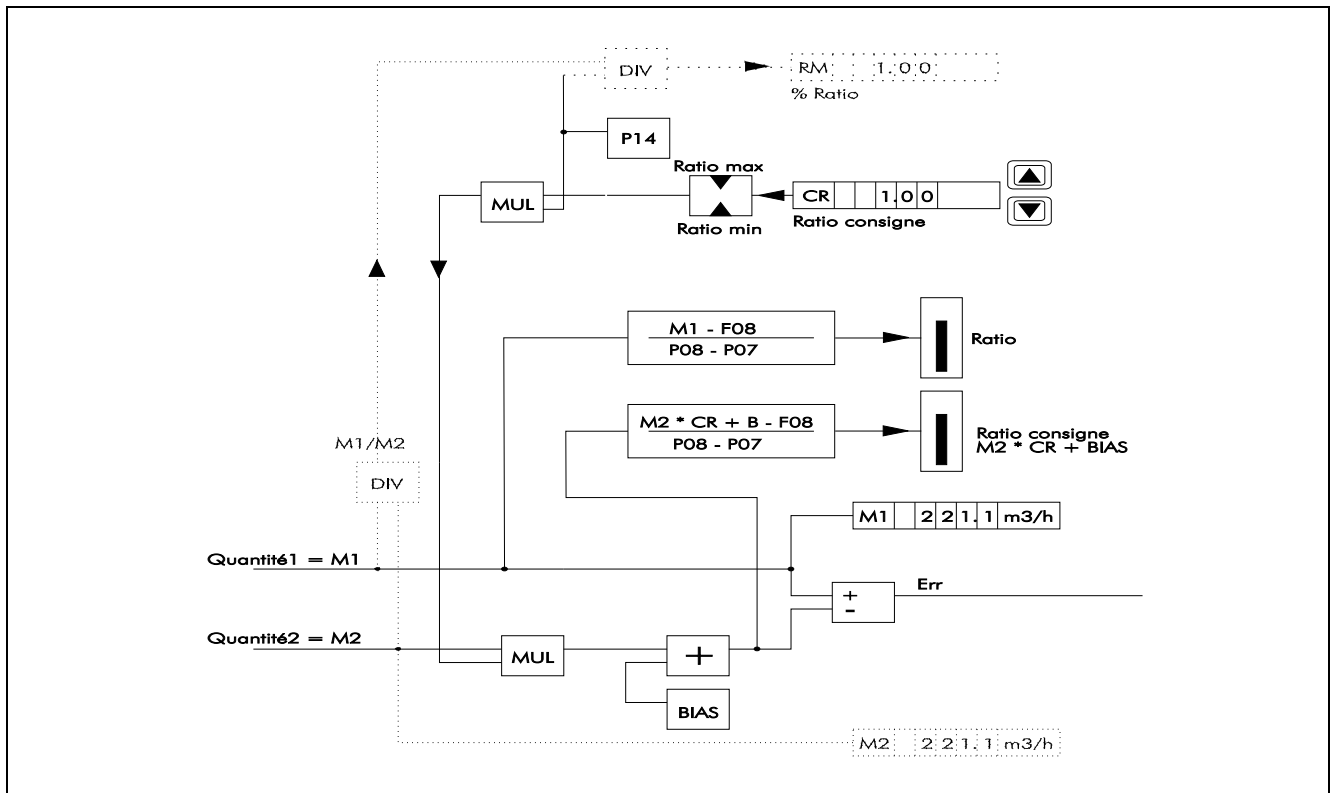 DIV
RM 1.00
% Ratio
P14
Ratio max
MUL
CR 1.00
Ratio min
Ratio consigne
M1 - F08
P08 - P07
Ratio
M2 * CR + B - F08
P08 - P07
Ratio consigne
M2 * CR + BIAS
M1/M2
DIV
M1 221.1 m3/h
Quantité1 = M1
Err
+
-
Quantité2 = M2
MUL
+
BIAS
M2 221.1 m3/h